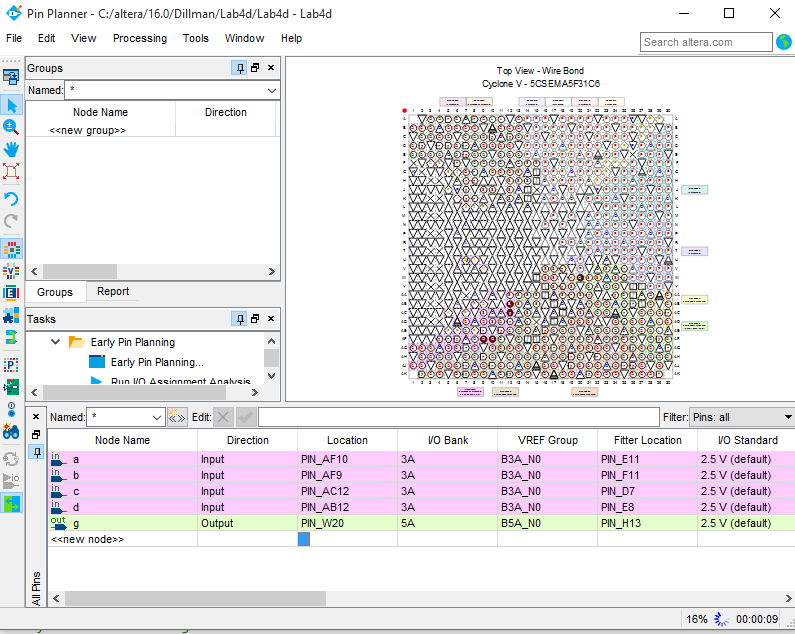 Pin Planner - C:/altera/16.0/Dillman/Lab4d/Lab4d - Lab4d
File Edit View Processing Tools Window Help
Search altera.com
Groups
Named: *
Node Name Direction
<<new group>>
Groups Report
Tasks
Early Pin Planning
Early Pin Planning...
Run I/O Assignment Analysis
Top View - Wire Bond
Cyclone V - 5CSEMA5F31C6
Named: * Edit: Filter: Pins: all
Node Name Direction Location I/O Bank VREF Group Fitter Location I/O Standard
in a Input PIN_AF10 3A B3A_N0 PIN_E11 2.5 V (default)
in b Input PIN_AF9 3A B3A_N0 PIN_F11 2.5 V (default)
in c Input PIN_AC12 3A B3A_N0 PIN_D7 2.5 V (default)
in d Input PIN_AB12 3A B3A_N0 PIN_E8 2.5 V (default)
out g Output PIN_W20 5A B5A_N0 PIN_H13 2.5 V (default)
<<new node>>
All Pins
16% 00:00:09